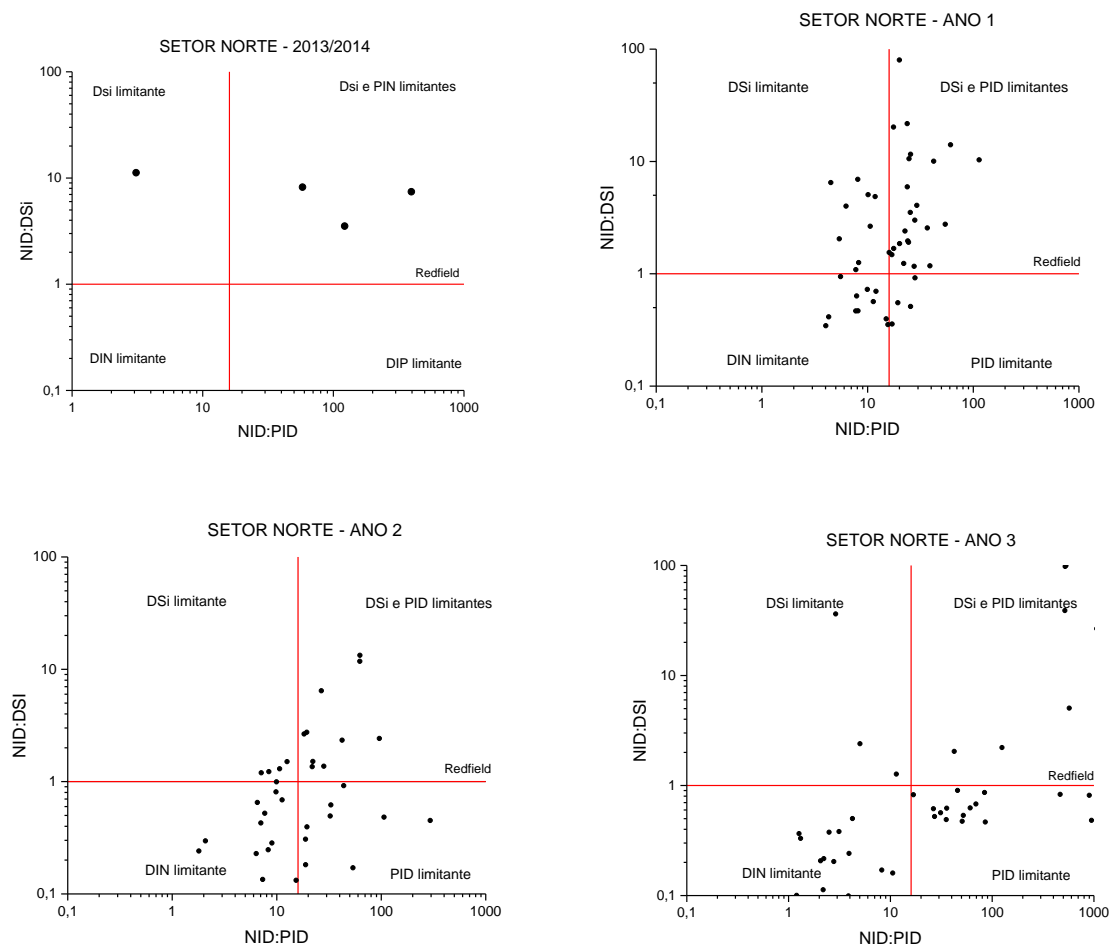 SETOR NORTE - 2013/2014
100
Dsi limitante
Dsi e PIN limitantes
10
NID:DSi
Redfield
1
DIN limitante
DIP limitante
0,1
1
10
100
1000
NID:PID
SETOR NORTE - ANO 1
100
DSi limitante
DSi e PID limitantes
10
NID:DSI
Redfield
1
DIN limitante
PID limitante
0,1
0,1
1
10
100
1000
NID:PID
SETOR NORTE - ANO 2
100
DSi limitante
DSi e PID limitantes
10
NID:DSI
Redfield
1
DIN limitante
PID limitante
0,1
0,1
1
10
100
1000
NID:PID
SETOR NORTE - ANO 3
100
DSi limitante
DSi e PID limitantes
10
NID:DSI
Redfield
1
DIN limitante
PID limitante
0,1
0,1
1
10
100
1000
NID:PID